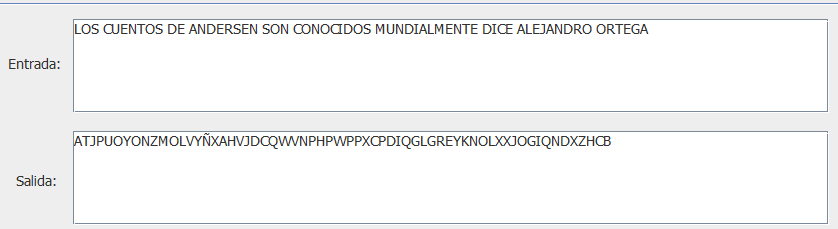 Entrada:
LOS CUENTOS DE ANDERSEN SON CONOCIDOS MUNDIALMENTE DICE ALEJANDRO ORTEGA
Salida:
ATJPUOYONZMOLVYÑXAHVJDCQWVNPHPWPPXCPDIQGLGREYKNOLXXJOGIQNDXZHCB